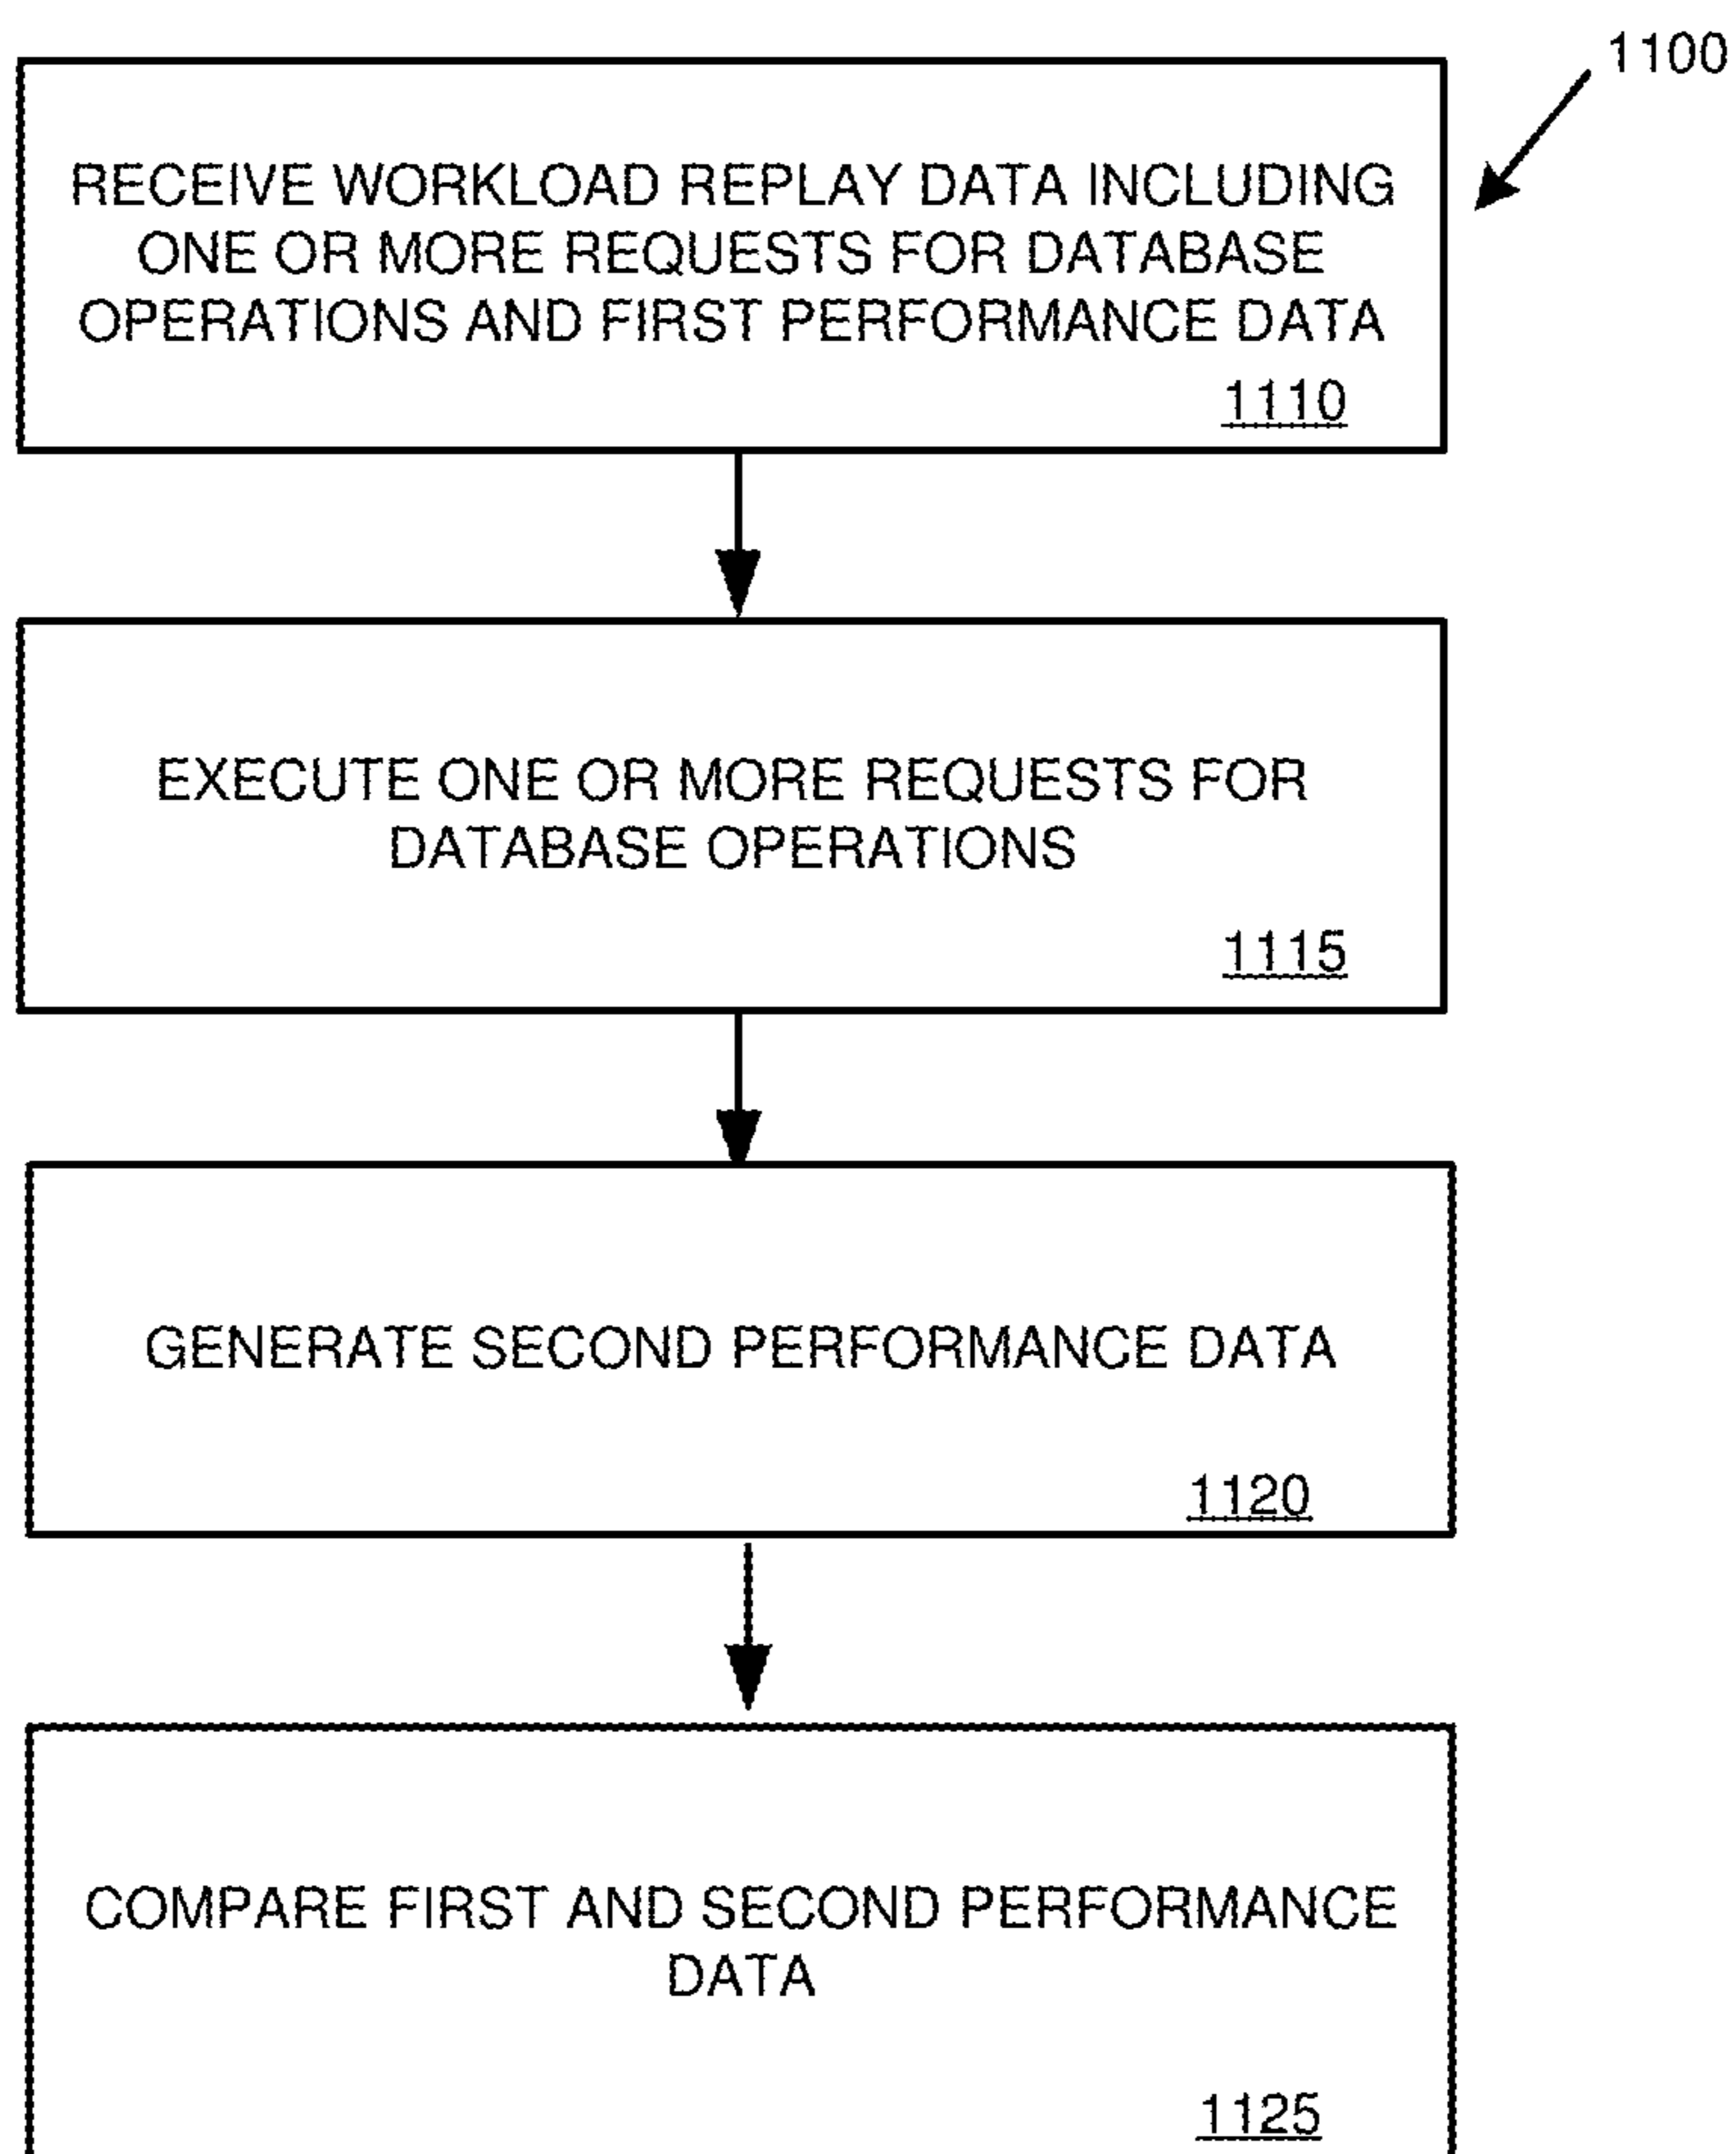 1100
RECEIVE WORKLOAD REPLAY DATA INCLUDING
ONE OR MORE REQUESTS FOR DATABASE
OPERATIONS AND FIRST PERFORMANCE DATA
1110
EXECUTE ONE OR MORE REQUESTS FOR
DATABASE OPERATIONS
1115
GENERATE SECOND PERFORMANCE DATA
1120
COMPARE FIRST AND SECOND PERFORMANCE
DATA
1125